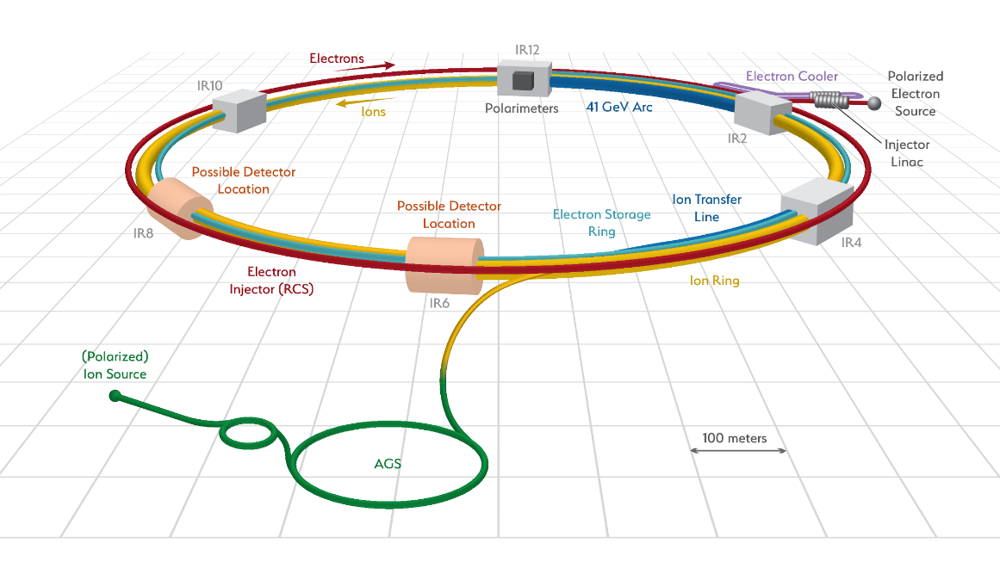 IR12
Electrons
IR10
Ions
Polarimeters
41 GeV Arc
Electron Cooler
Polarized
Electron
Source
IR2
Injector
Linac
Possible Detector
Location
Possible Detector
Location
Electron Storage
Ring
Ion Transfer
Line
IR8
IR4
Electron
Injector (RCS)
IR6
Ion Ring
(Polarized)
Ion Source
AGS
100 meters